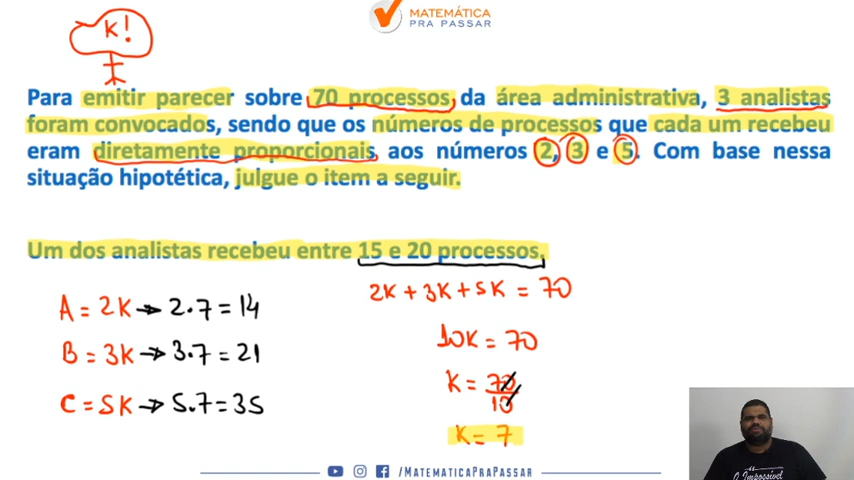 MATEMÁTICA
PRA PASSAR
K!
Para emitir parecer sobre 70 processos, da área administrativa, 3 analistas
foram convocados, sendo que os números de processos que cada um recebeu
eram diretamente proporcionais aos números 2, 3 e 5. Com base nessa
situação hipotética, julgue o item a seguir.
Um dos analistas recebeu entre 15 e 20 processos.
2K + 3K + 5K = 70
A = 2K → 2.7 = 14
10K = 70
B = 3K → 3.7 = 21
K = 70/10
C = 5K → 5.7 = 35
K = 7
O Impossível
/MATEMATICAPRAPASSAR